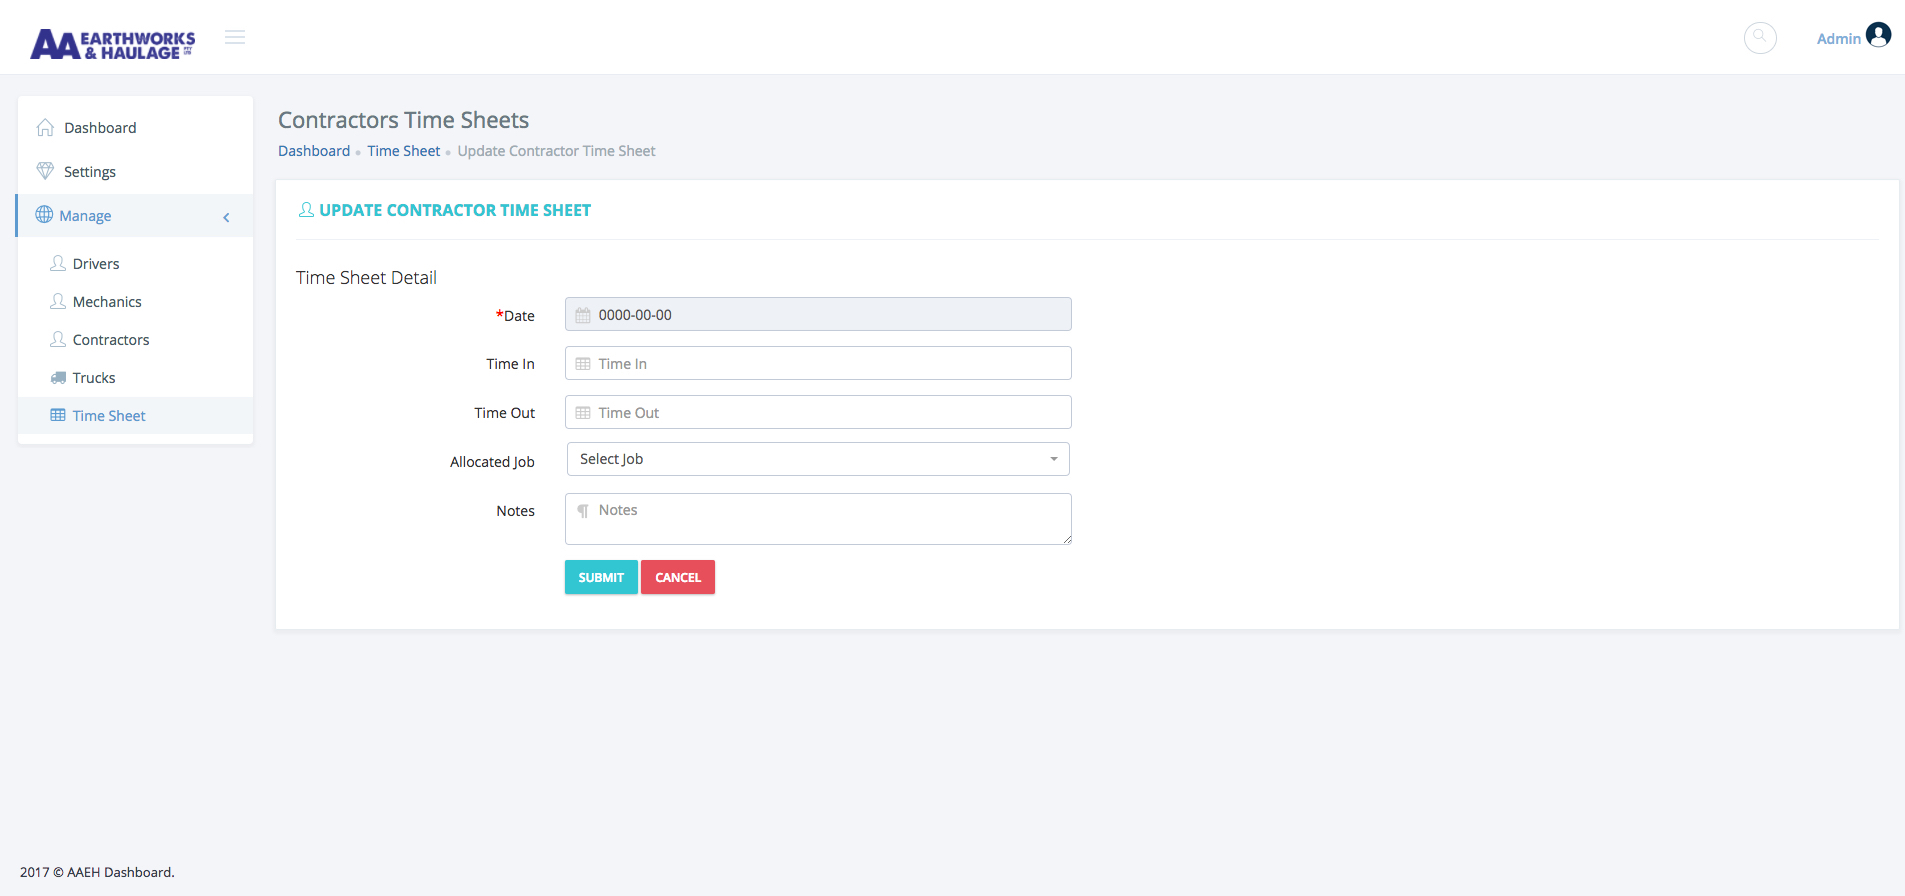 AA EARTHWORKS
& HAULAGE PTY LTD
Admin
Dashboard
Settings
Manage
Drivers
Mechanics
Contractors
Trucks
Time Sheet
Contractors Time Sheets
Dashboard Time Sheet Update Contractor Time Sheet
UPDATE CONTRACTOR TIME SHEET
Time Sheet Detail
*Date 0000-00-00
Time In Time In
Time Out Time Out
Allocated Job Select Job
Notes Notes
SUBMIT CANCEL
2017 © AAEH Dashboard.